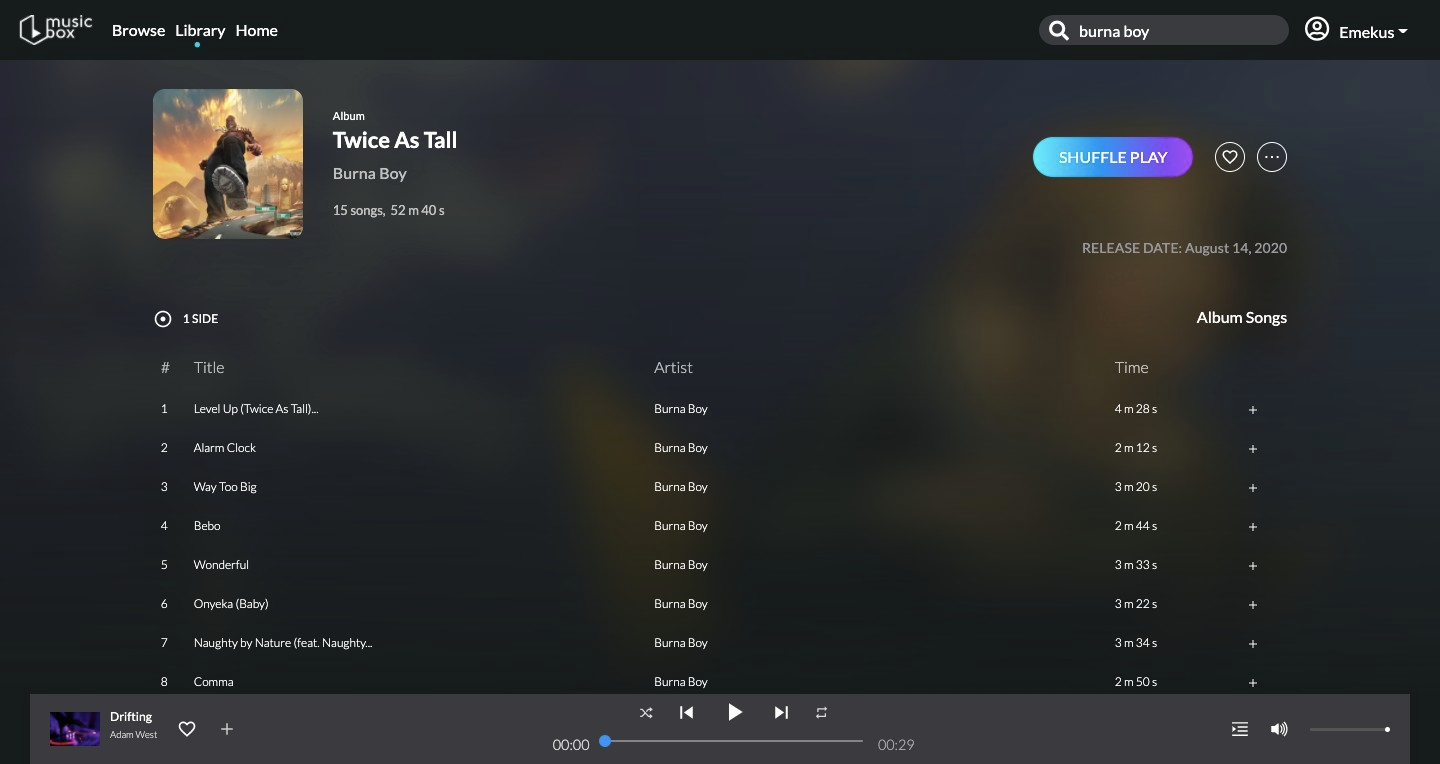 music
box
Browse Library Home
burna boy
Emekus
Album
Twice As Tall
Burna Boy
15 songs, 52 m 40 s
SHUFFLE PLAY
RELEASE DATE: August 14, 2020
1 SIDE
Album Songs
# Title Artist Time
1 Level Up (Twice As Tall)... Burna Boy 4 m 28 s +
2 Alarm Clock Burna Boy 2 m 12 s +
3 Way Too Big Burna Boy 3 m 20 s +
4 Bebo Burna Boy 2 m 44 s +
5 Wonderful Burna Boy 3 m 33 s +
6 Onyeka (Baby) Burna Boy 3 m 22 s +
7 Naughty by Nature (feat. Naughty... Burna Boy 3 m 34 s +
8 Comma Burna Boy 2 m 50 s +
Drifting
Adam West
00:00
00:29